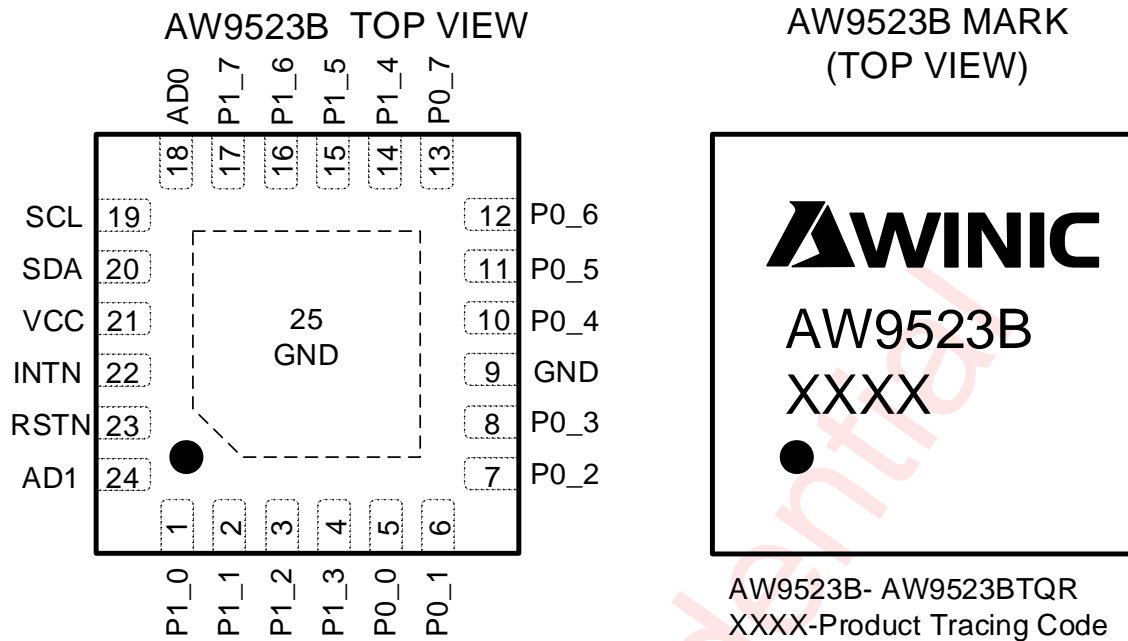 AW9523B TOP VIEW
AD0
P1_7
P1_6
P1_5
P1_4
P0_7
18
17
16
15
14
13
SCL 19
SDA 20
VCC 21
INTN 22
RSTN 23
AD1 24
25
GND
12 P0_6
11 P0_5
10 P0_4
9 GND
8 P0_3
7 P0_2
1
2
3
4
5
6
P1_0
P1_1
P1_2
P1_3
P0_0
P0_1
AW9523B MARK
(TOP VIEW)
AWINIC
AW9523B
XXXX
AW9523B- AW9523BTQR
XXXX-Product Tracing Code